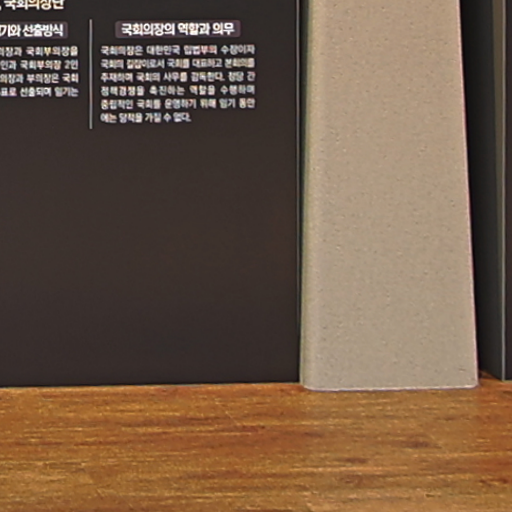 국회의장단
기와 선출방식
의장과 국회부의장을
인과 국회부의장 2인
의장과 부의장은 국회
표로 선출되며 임기는
국회의장의 역할과 의무
국회의장은 대한민국 입법부의 수장이자
국회의 길잡이로서 국회를 대표하고 본회의를
주재하며 국회의 사무를 감독한다. 정당 간
정책경쟁을 촉진하는 역할을 수행하며
중립적인 국회를 운영하기 위해 임기 동안
에는 당적을 가질 수 없다.